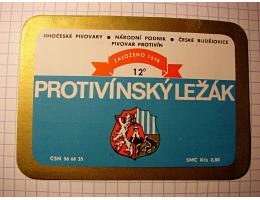 JIHOČESKÉ PIVOVARY • NÁRODNÍ PODNIK • ČESKÉ BUDĚJOVICE
PIVOVAR PROTIVÍN
ZALOŽENO 1598
12°
PROTIVÍNSKÝ LEŽÁK
ČSN 56 66 35
SMC Kčs 2,80